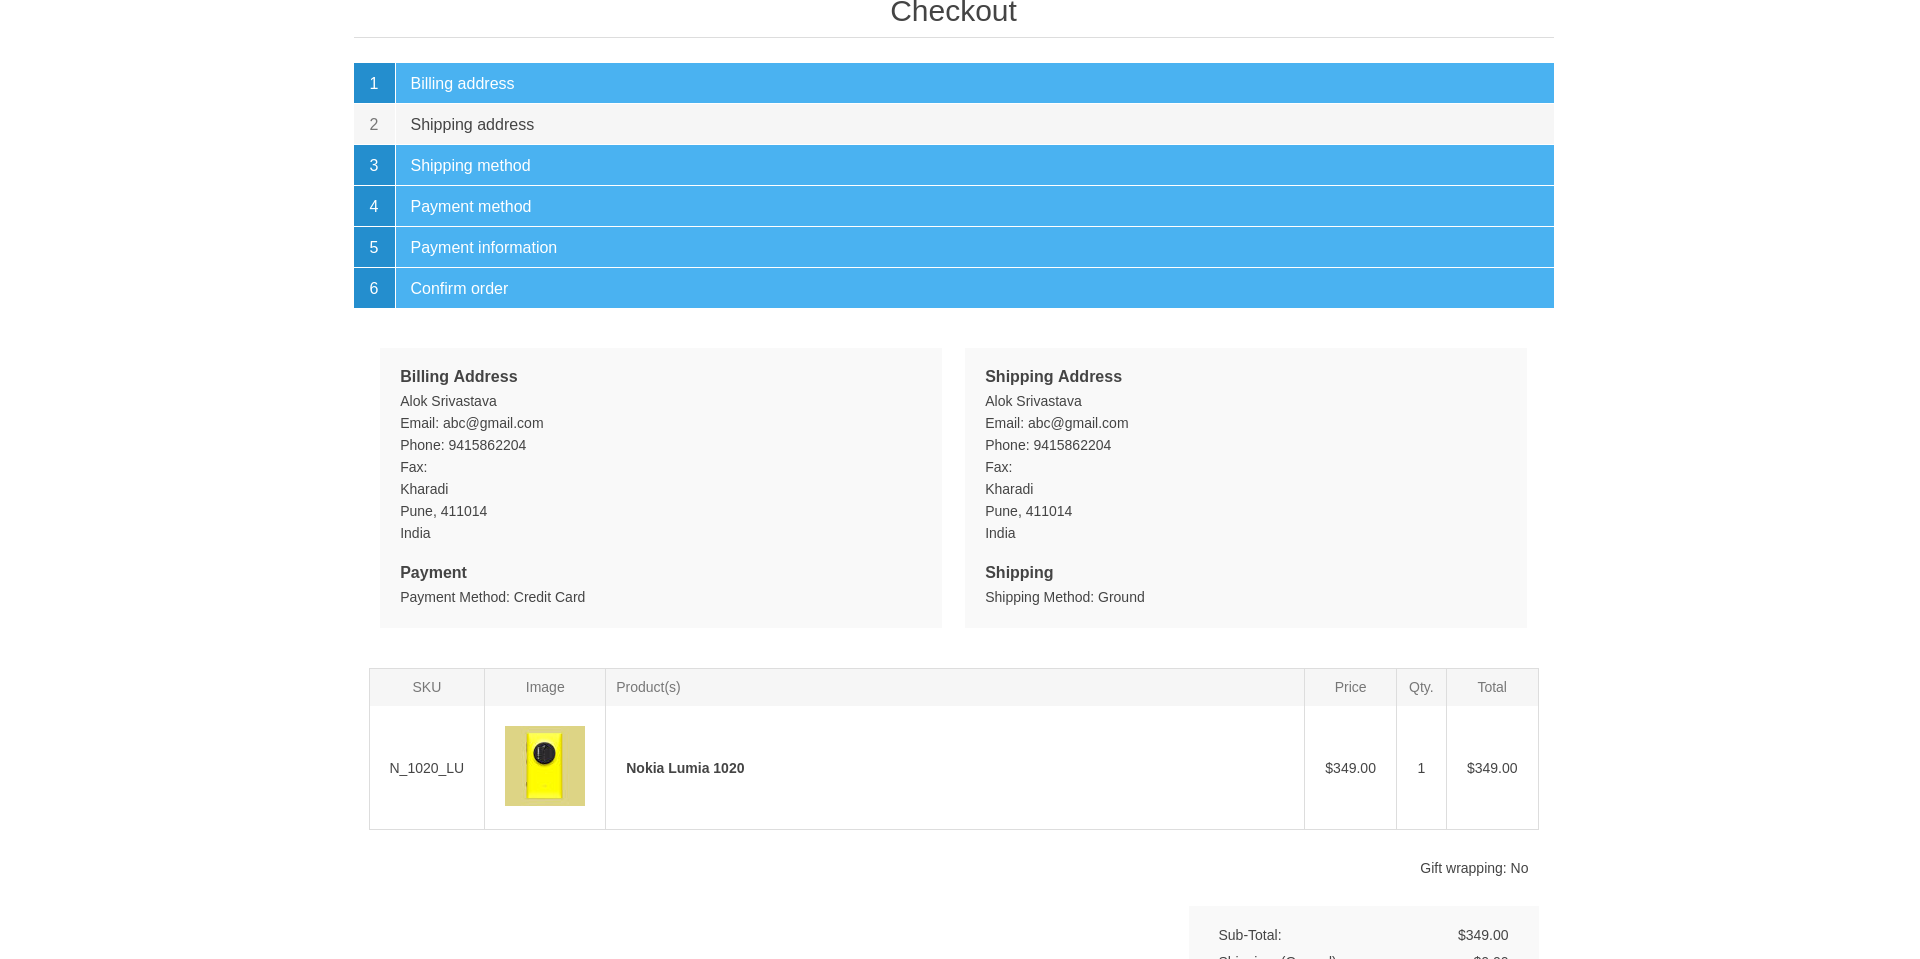 Checkout
1 Billing address
2 Shipping address
3 Shipping method
4 Payment method
5 Payment information
6 Confirm order
Billing Address
Alok Srivastava
Email: abc@gmail.com
Phone: 9415862204
Fax:
Kharadi
Pune, 411014
India
Payment
Payment Method: Credit Card
Shipping Address
Alok Srivastava
Email: abc@gmail.com
Phone: 9415862204
Fax:
Kharadi
Pune, 411014
India
Shipping
Shipping Method: Ground
SKU Image Product(s) Price Qty. Total
N_1020_LU Nokia Lumia 1020 $349.00 1 $349.00
Gift wrapping: No
Sub-Total: $349.00